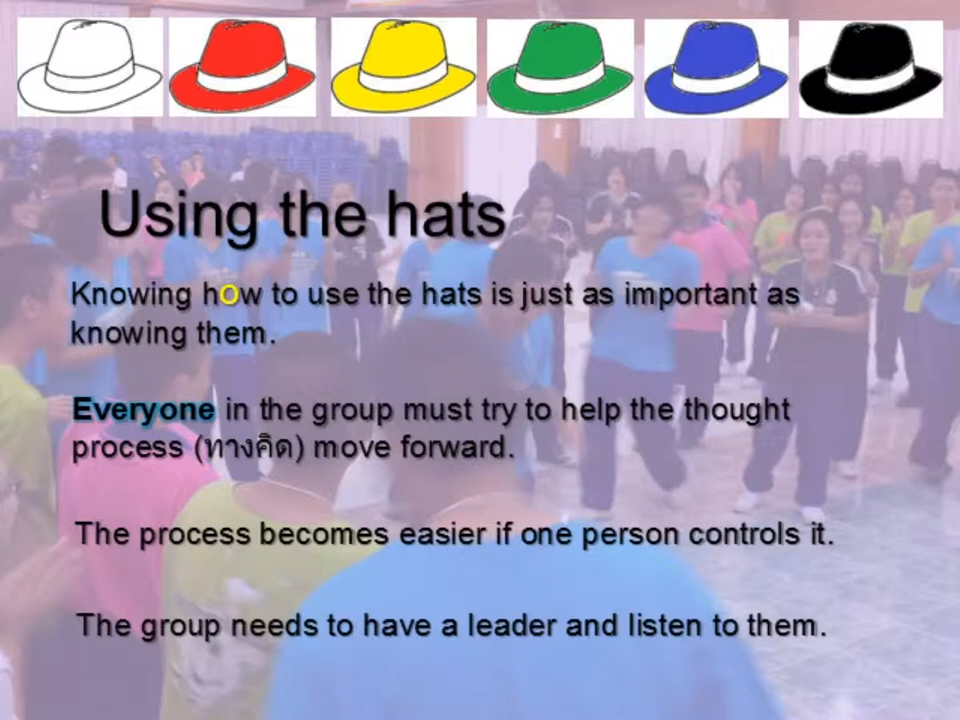 Using the hats
Knowing how to use the hats is just as important as
knowing them.
Everyone in the group must try to help the thought
process (ทางคิด) move forward.
The process becomes easier if one person controls it.
The group needs to have a leader and listen to them.